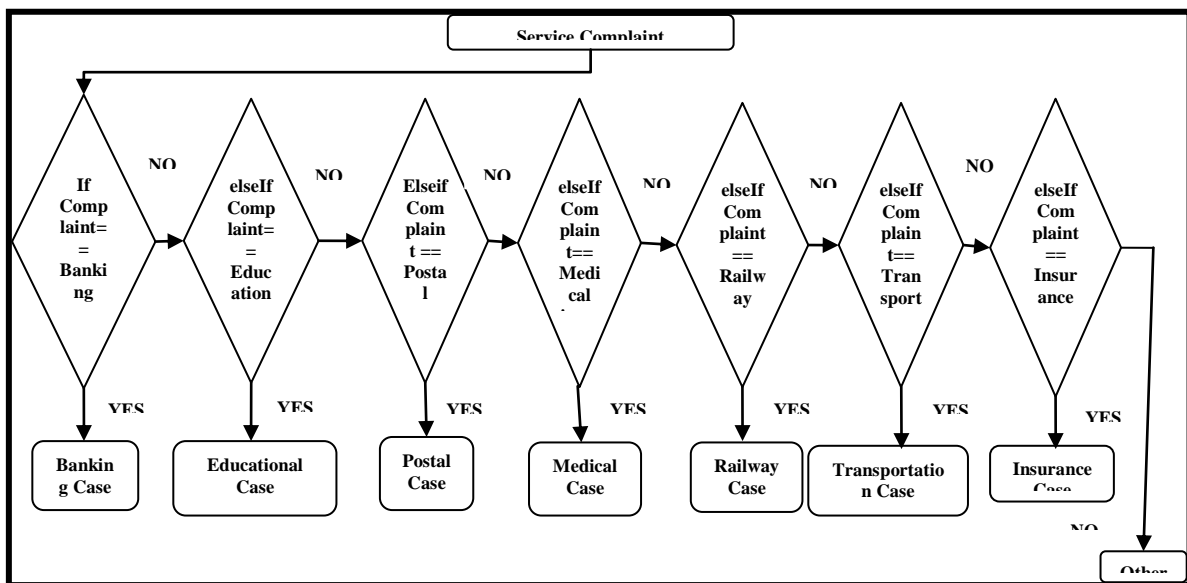 Service Complaint
NO
NO
NO
NO
NO
NO
If
Comp
laint=
=
Banki
ng
elseIf
Comp
laint=
=
Educ
ation
Elseif
Com
plain
t ==
Posta
l
elseIf
Com
plain
t==
Medi
cal
elseIf
Com
plaint
==
Railw
ay
elseIf
Com
plain
t==
Tran
sport
elseIf
Com
plaint
==
Insur
ance
YES
YES
YES
YES
YES
YES
YES
Bankin
g Case
Educational
Case
Postal
Case
Medical
Case
Railway
Case
Transportatio
n Case
Insurance
Case
NO
Other